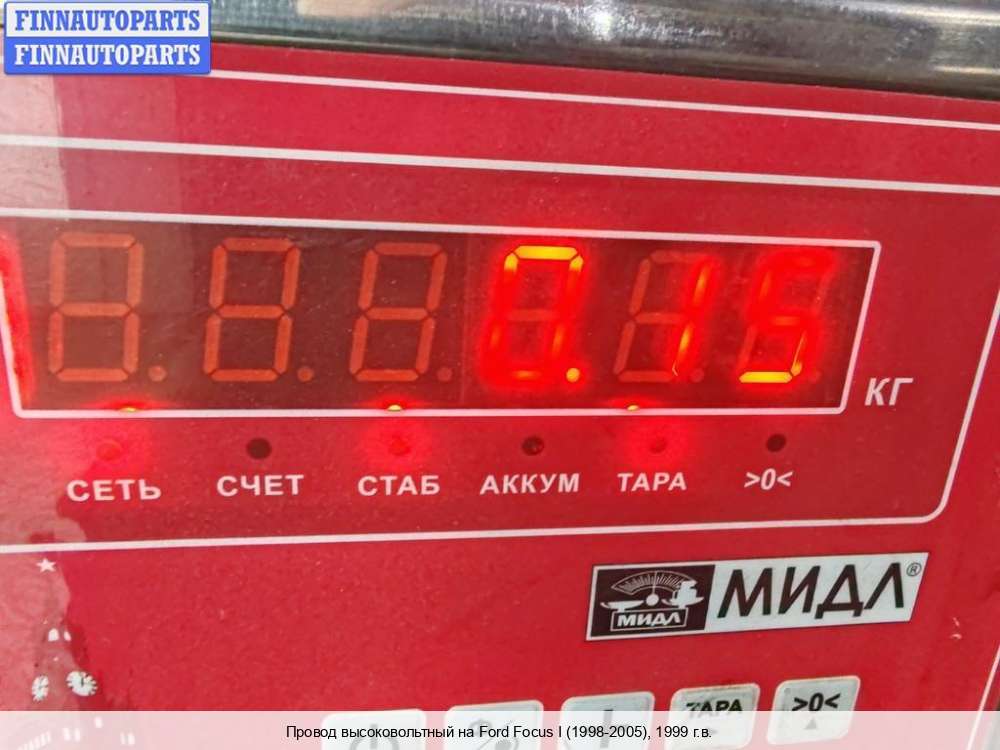 FINNAUTOPARTS
FINNAUTOPARTS
0.15
КГ
СЕТЬ СЧЕТ СТАБ АККУМ ТАРА >0<
МИДЛ МИДЛ®
ТАРА >0<
Провод высоковольтный на Ford Focus I (1998-2005), 1999 г.в.